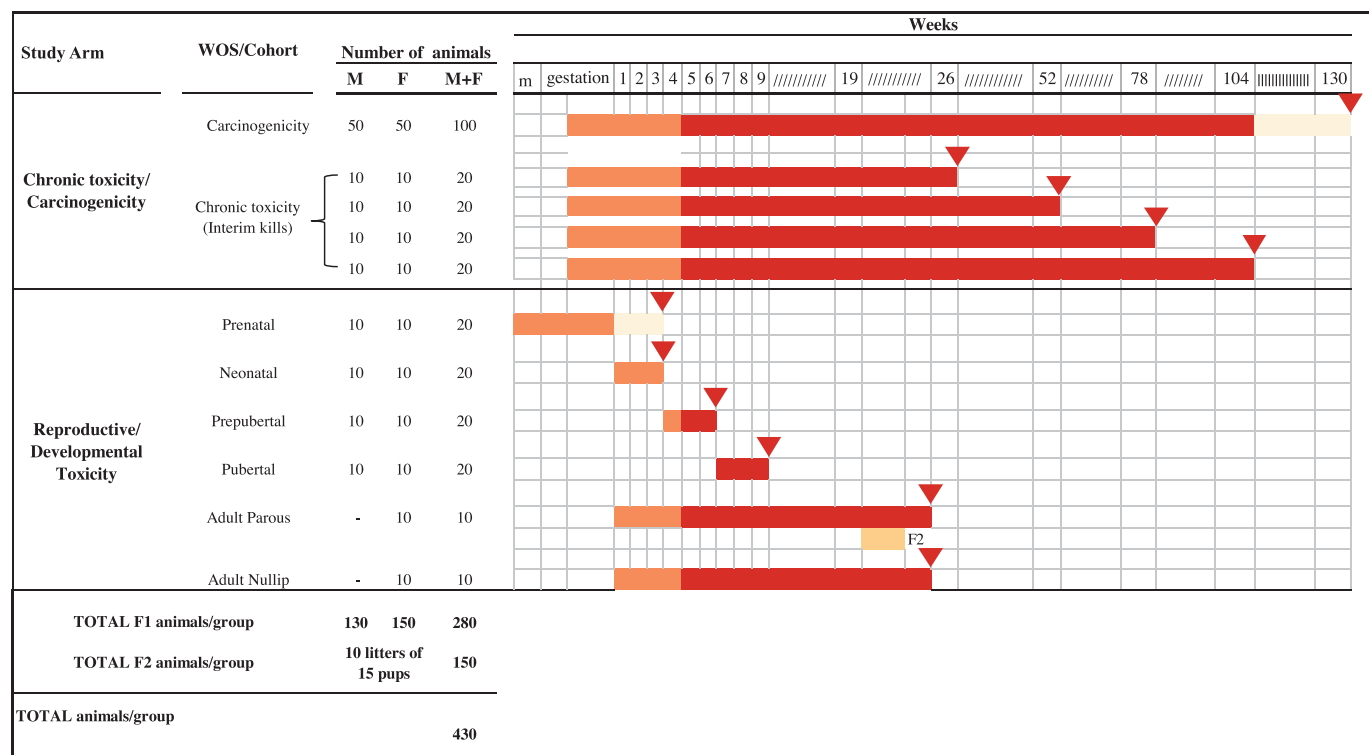 Weeks
Study Arm WOS/Cohort Number of animals
M F M+F m gestation 1 2 3 4 5 6 7 8 9 /////////// 19 /////////// 26 //////////// 52 ////////// 78 //////// 104 ||||||||||||||| 130
Carcinogenicity 50 50 100
Chronic toxicity/
Carcinogenicity
Chronic toxicity
(Interim kills)
10 10 20
10 10 20
10 10 20
10 10 20
Reproductive/
Developmental
Toxicity
Prenatal 10 10 20
Neonatal 10 10 20
Prepubertal 10 10 20
Pubertal 10 10 20
Adult Parous - 10 10
F2
Adult Nullip - 10 10
TOTAL F1 animals/group 130 150 280
TOTAL F2 animals/group 10 litters of
15 pups 150
TOTAL animals/group
430